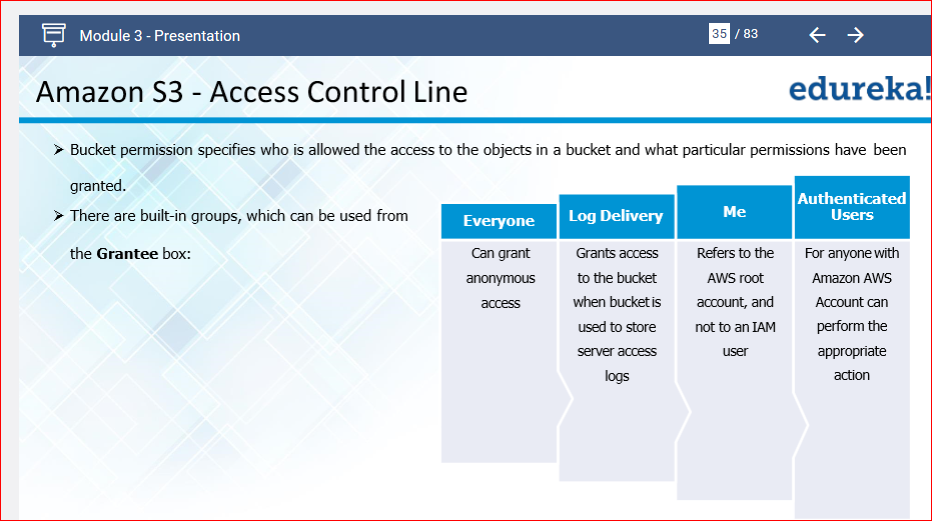 Module 3 - Presentation
35 / 83
Amazon S3 - Access Control Line
edureka!
➢ Bucket permission specifies who is allowed the access to the objects in a bucket and what particular permissions have been
granted.
➢ There are built-in groups, which can be used from
the Grantee box:
Everyone
Can grant
anonymous
access
Log Delivery
Grants access
to the bucket
when bucket is
used to store
server access
logs
Me
Refers to the
AWS root
account, and
not to an IAM
user
Authenticated
Users
For anyone with
Amazon AWS
Account can
perform the
appropriate
action